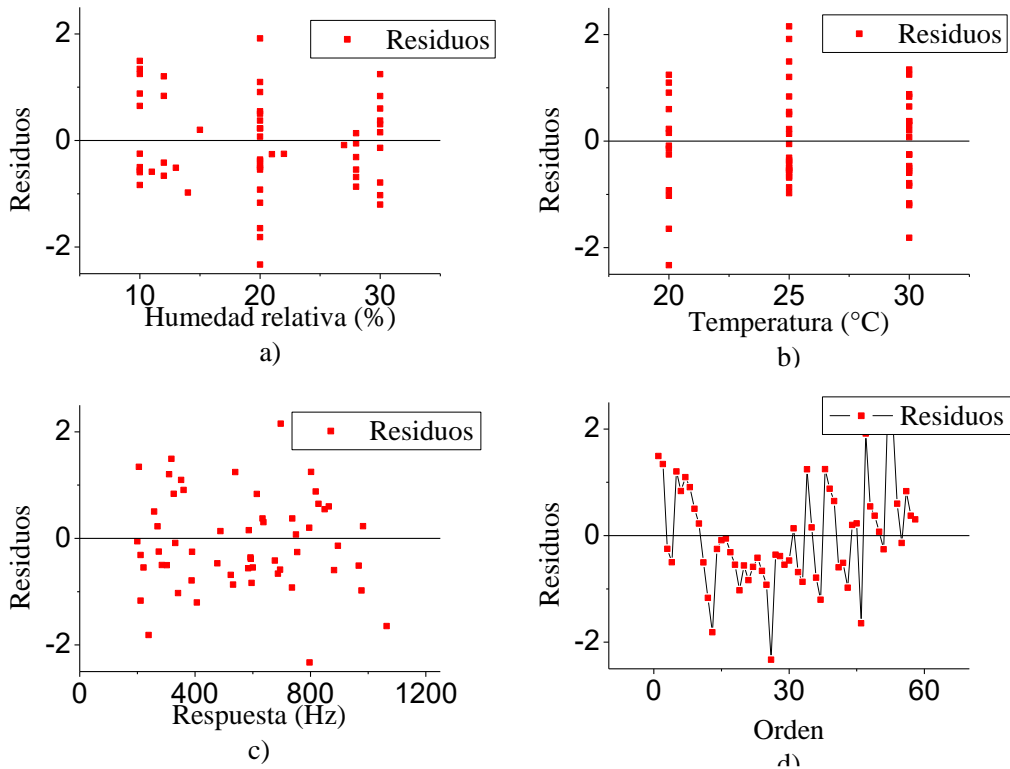 2
0
-2
Residuos
Residuos
10
20
30
Humedad relativa (%)
a)
2
0
-2
Residuos
Residuos
20
25
30
Temperatura (°C)
b)
2
0
-2
Residuos
Residuos
0
400
800
1200
Respuesta (Hz)
c)
2
0
-2
Residuos
Residuos
0
30
60
Orden
d)